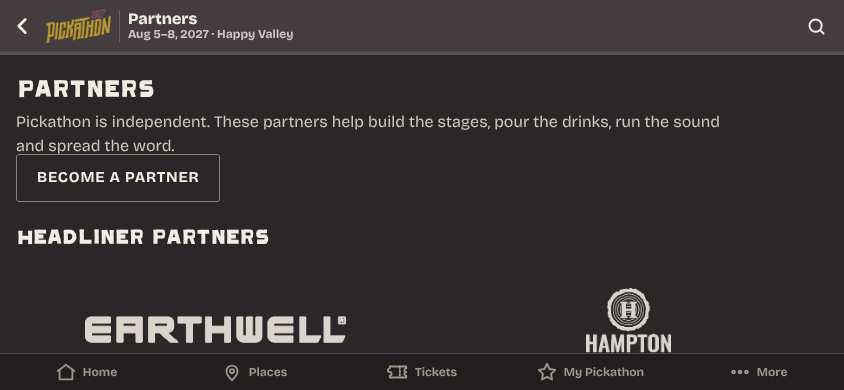 PICKATHON
Partners
Aug 5–8, 2027 · Happy Valley
PARTNERS
Pickathon is independent. These partners help build the stages, pour the drinks, run the sound
and spread the word.
BECOME A PARTNER
HEADLINER PARTNERS
EARTHWELL®
H
HAMPTON
Home
Places
Tickets
My Pickathon
More